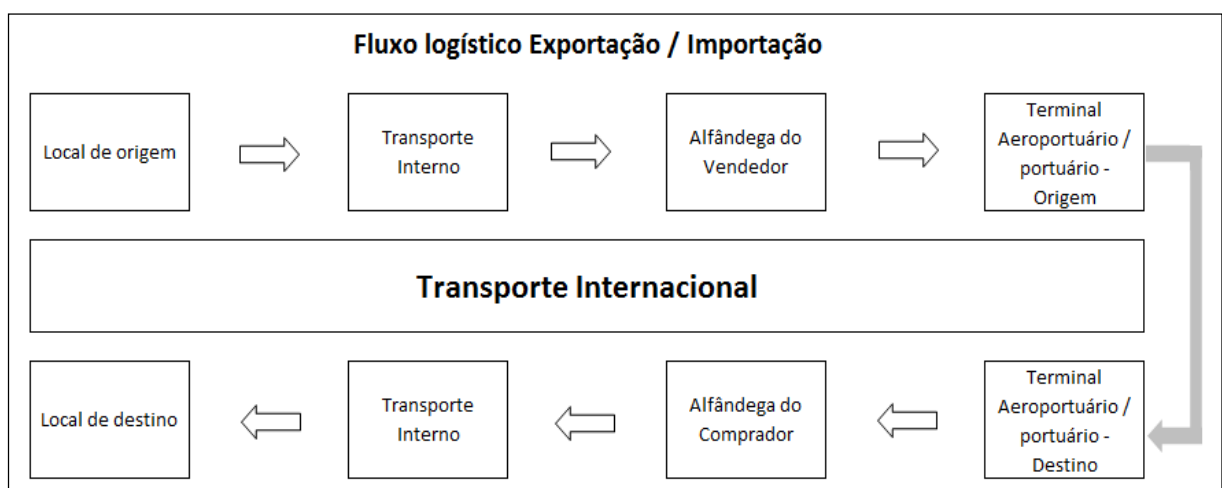 Fluxo logístico Exportação / Importação
Local de origem
Transporte
Interno
Alfândega do
Vendedor
Terminal
Aeroportuário /
portuário -
Origem
Transporte Internacional
Local de destino
Transporte
Interno
Alfândega do
Comprador
Terminal
Aeroportuário /
portuário -
Destino